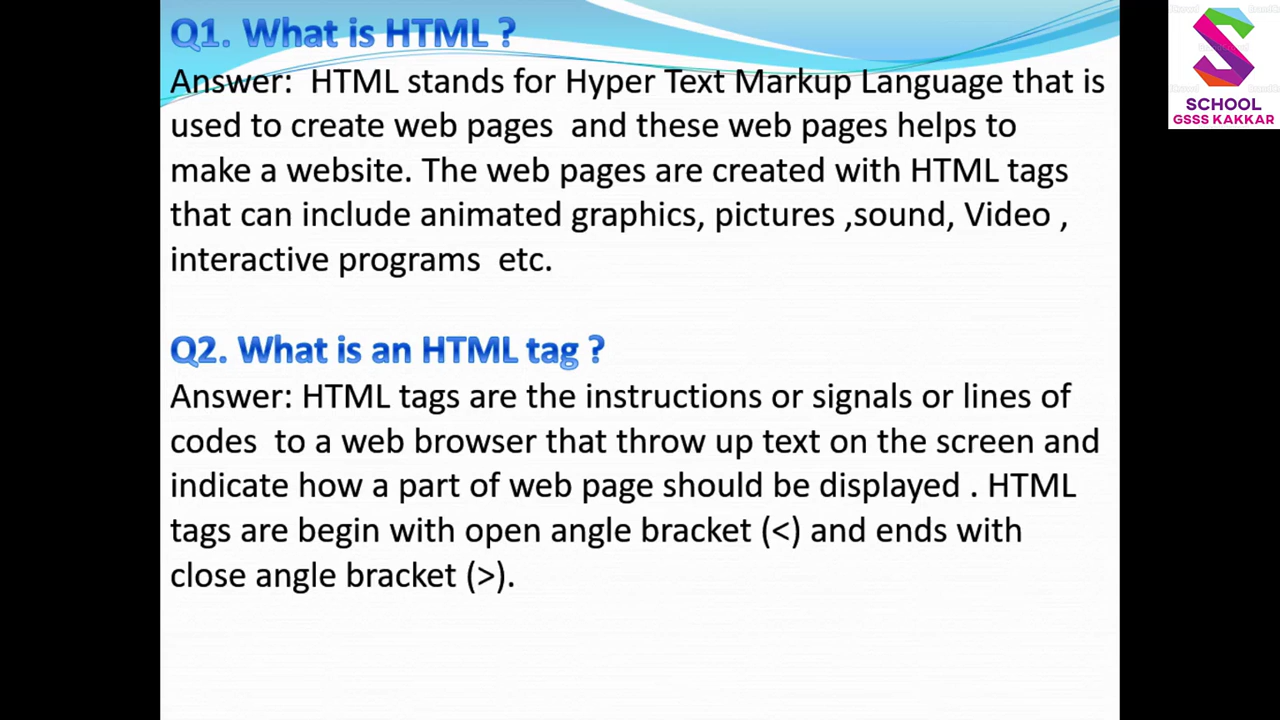 Q1. What is HTML ?
Answer:  HTML stands for Hyper Text Markup Language that is
used to create web pages  and these web pages helps to
make a website. The web pages are created with HTML tags
that can include animated graphics, pictures ,sound, Video ,
interactive programs  etc.
Q2. What is an HTML tag ?
Answer: HTML tags are the instructions or signals or lines of
codes  to a web browser that throw up text on the screen and
indicate how a part of web page should be displayed . HTML
tags are begin with open angle bracket (<) and ends with
close angle bracket (>).
SCHOOL
GSSS KAKKAR